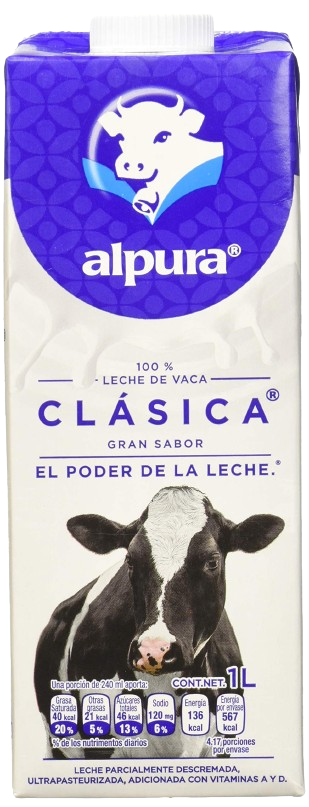 alpura®
100 %
LECHE DE VACA
CLÁSICA®
GRAN SABOR
EL PODER DE LA LECHE.®
Una porción de 240 ml aporta:
CONT. NET. 1L
Grasa Saturada 40 kcal 20 %
Otras grasas 21 kcal 5 %
Azúcares totales 46 kcal 13 %
Sodio 120 mg 6 %
Energía 136 kcal
Energía por envase 567 kcal
% de los nutrimentos diarios
4.17 porciones por envase
LECHE PARCIALMENTE DESCREMADA,
ULTRAPASTEURIZADA, ADICIONADA CON VITAMINAS A Y D.